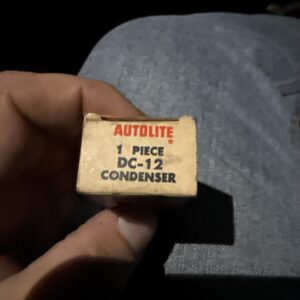 AUTOLITE ®
1 PIECE
DC-12
CONDENSER